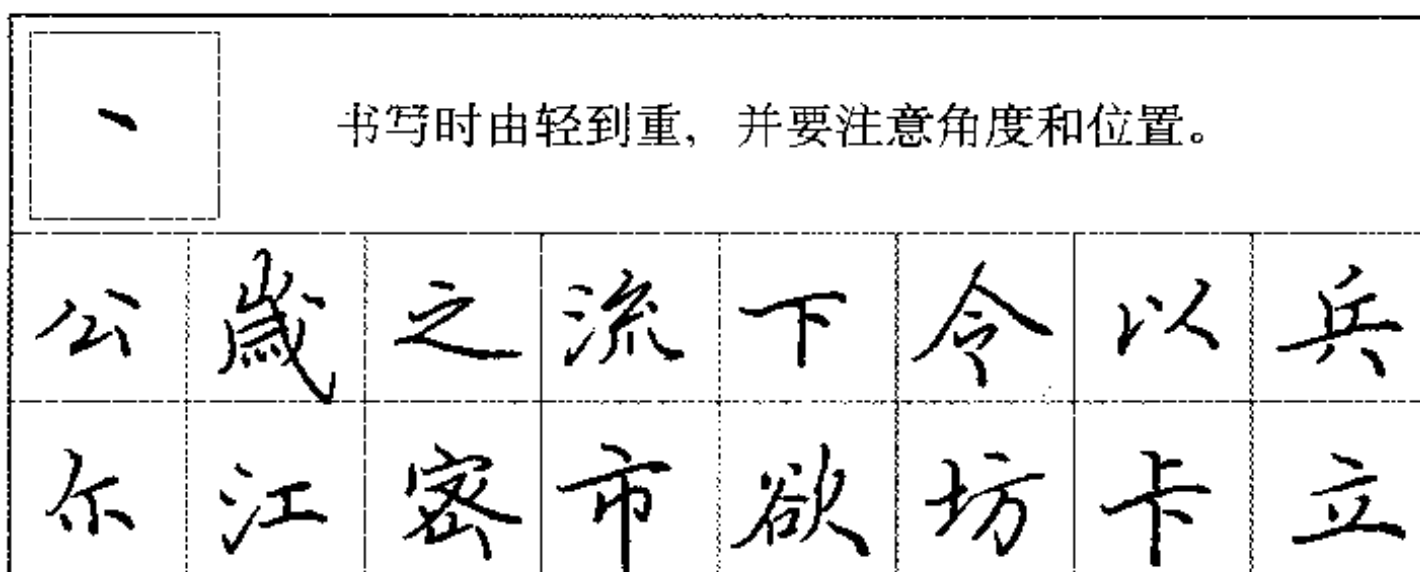 丶 书写时由轻到重，并要注意角度和位置。
公歲之流下令以兵
尔江密市欲坊卡立